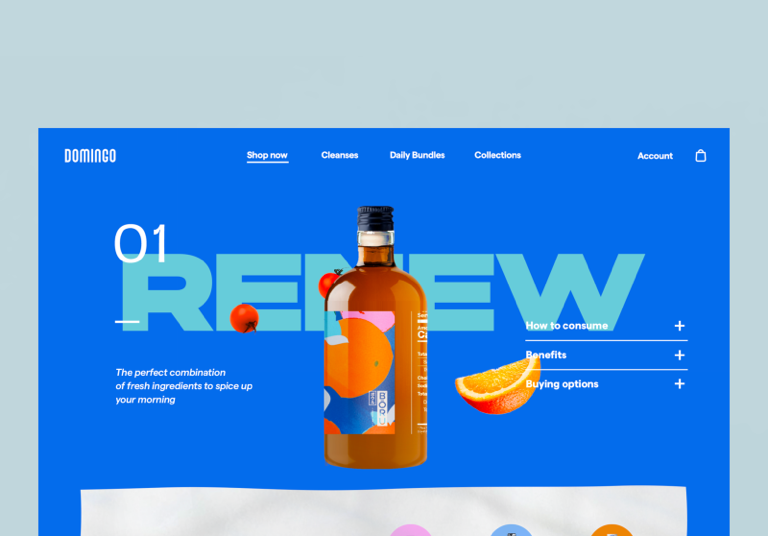 DOMINGO
Shop now
Cleanses
Daily Bundles
Collections
Account
01
RENEW
How to consume
Benefits
Buying options
The perfect combination
of fresh ingredients to spice up
your morning